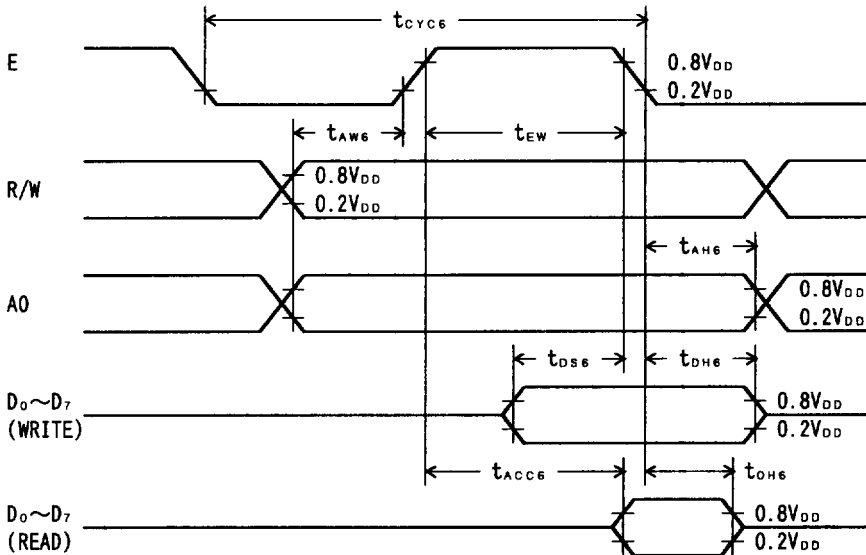 tCYC6
E
0.8VDD
0.2VDD
tAW6
tEW
R/W
0.8VDD
0.2VDD
tAH6
A0
0.8VDD
0.2VDD
tDS6
tDH6
D0~D7
(WRITE)
0.8VDD
0.2VDD
tACC6
tOH6
D0~D7
(READ)
0.8VDD
0.2VDD